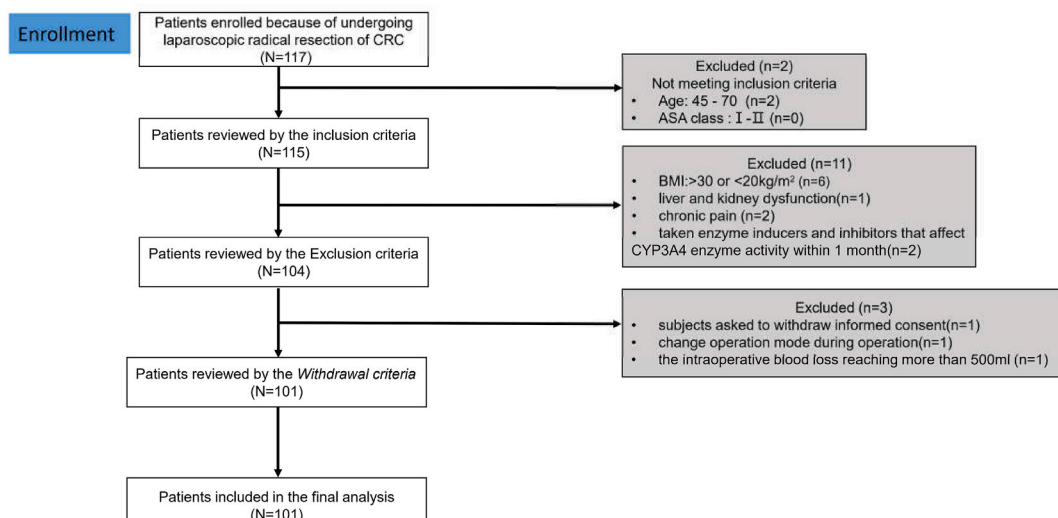 Enrollment
Patients enrolled because of undergoing
laparoscopic radical resection of CRC
(N=117)
Excluded (n=2)
Not meeting inclusion criteria
• Age: 45 - 70 (n=2)
• ASA class : Ⅰ -Ⅱ (n=0)
Patients reviewed by the inclusion criteria
(N=115)
Excluded (n=11)
• BMI:>30 or <20kg/m² (n=6)
• liver and kidney dysfunction(n=1)
• chronic pain (n=2)
• taken enzyme inducers and inhibitors that affect
CYP3A4 enzyme activity within 1 month(n=2)
Patients reviewed by the Exclusion criteria
(N=104)
Excluded (n=3)
• subjects asked to withdraw informed consent(n=1)
• change operation mode during operation(n=1)
• the intraoperative blood loss reaching more than 500ml (n=1)
Patients reviewed by the Withdrawal criteria
(N=101)
Patients included in the final analysis
(N=101)